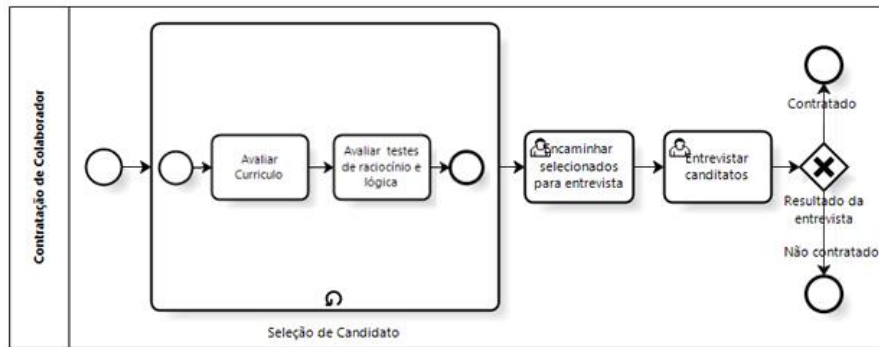 Contratação de Colaborador
Avaliar
Curriculo
Avaliar testes
de raciocínio e
lógica
Seleção de Candidato
Encaminhar
selecionados
para entrevista
Entrevistar
canditatos
Contratado
Resultado da
entrevista
Não contratado